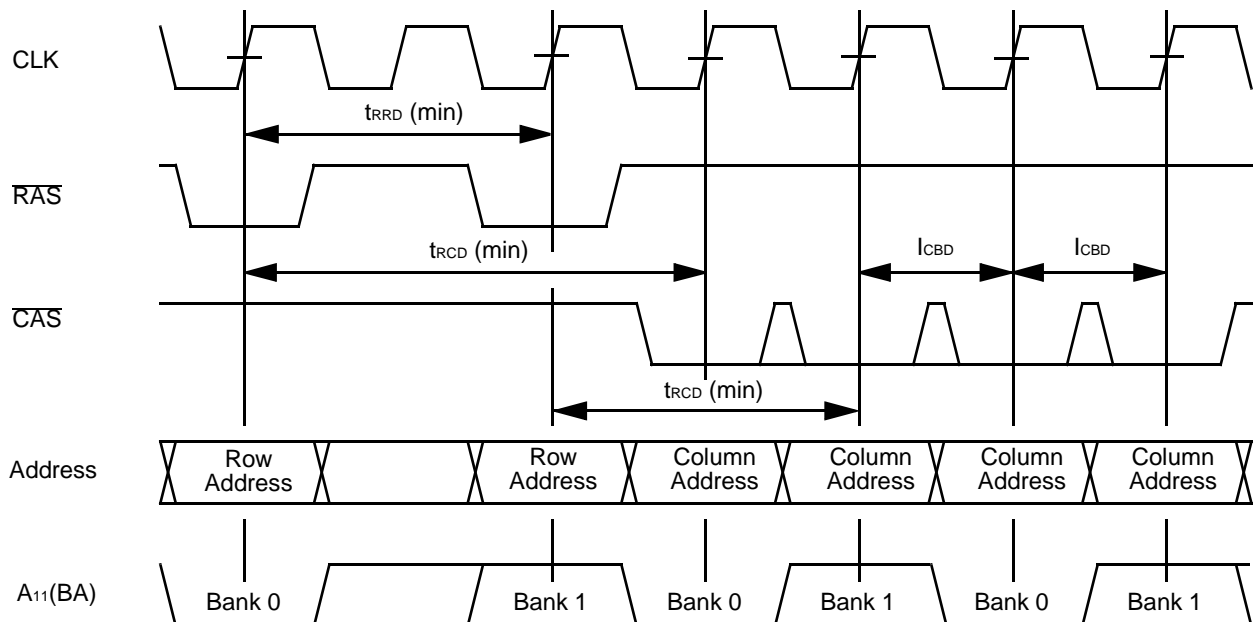 CLK
tRRD (min)
RAS
tRCD (min)
ICBD
ICBD
CAS
tRCD (min)
Address
Row
Address
Row
Address
Column
Address
Column
Address
Column
Address
Column
Address
A11(BA)
Bank 0
Bank 1
Bank 0
Bank 1
Bank 0
Bank 1